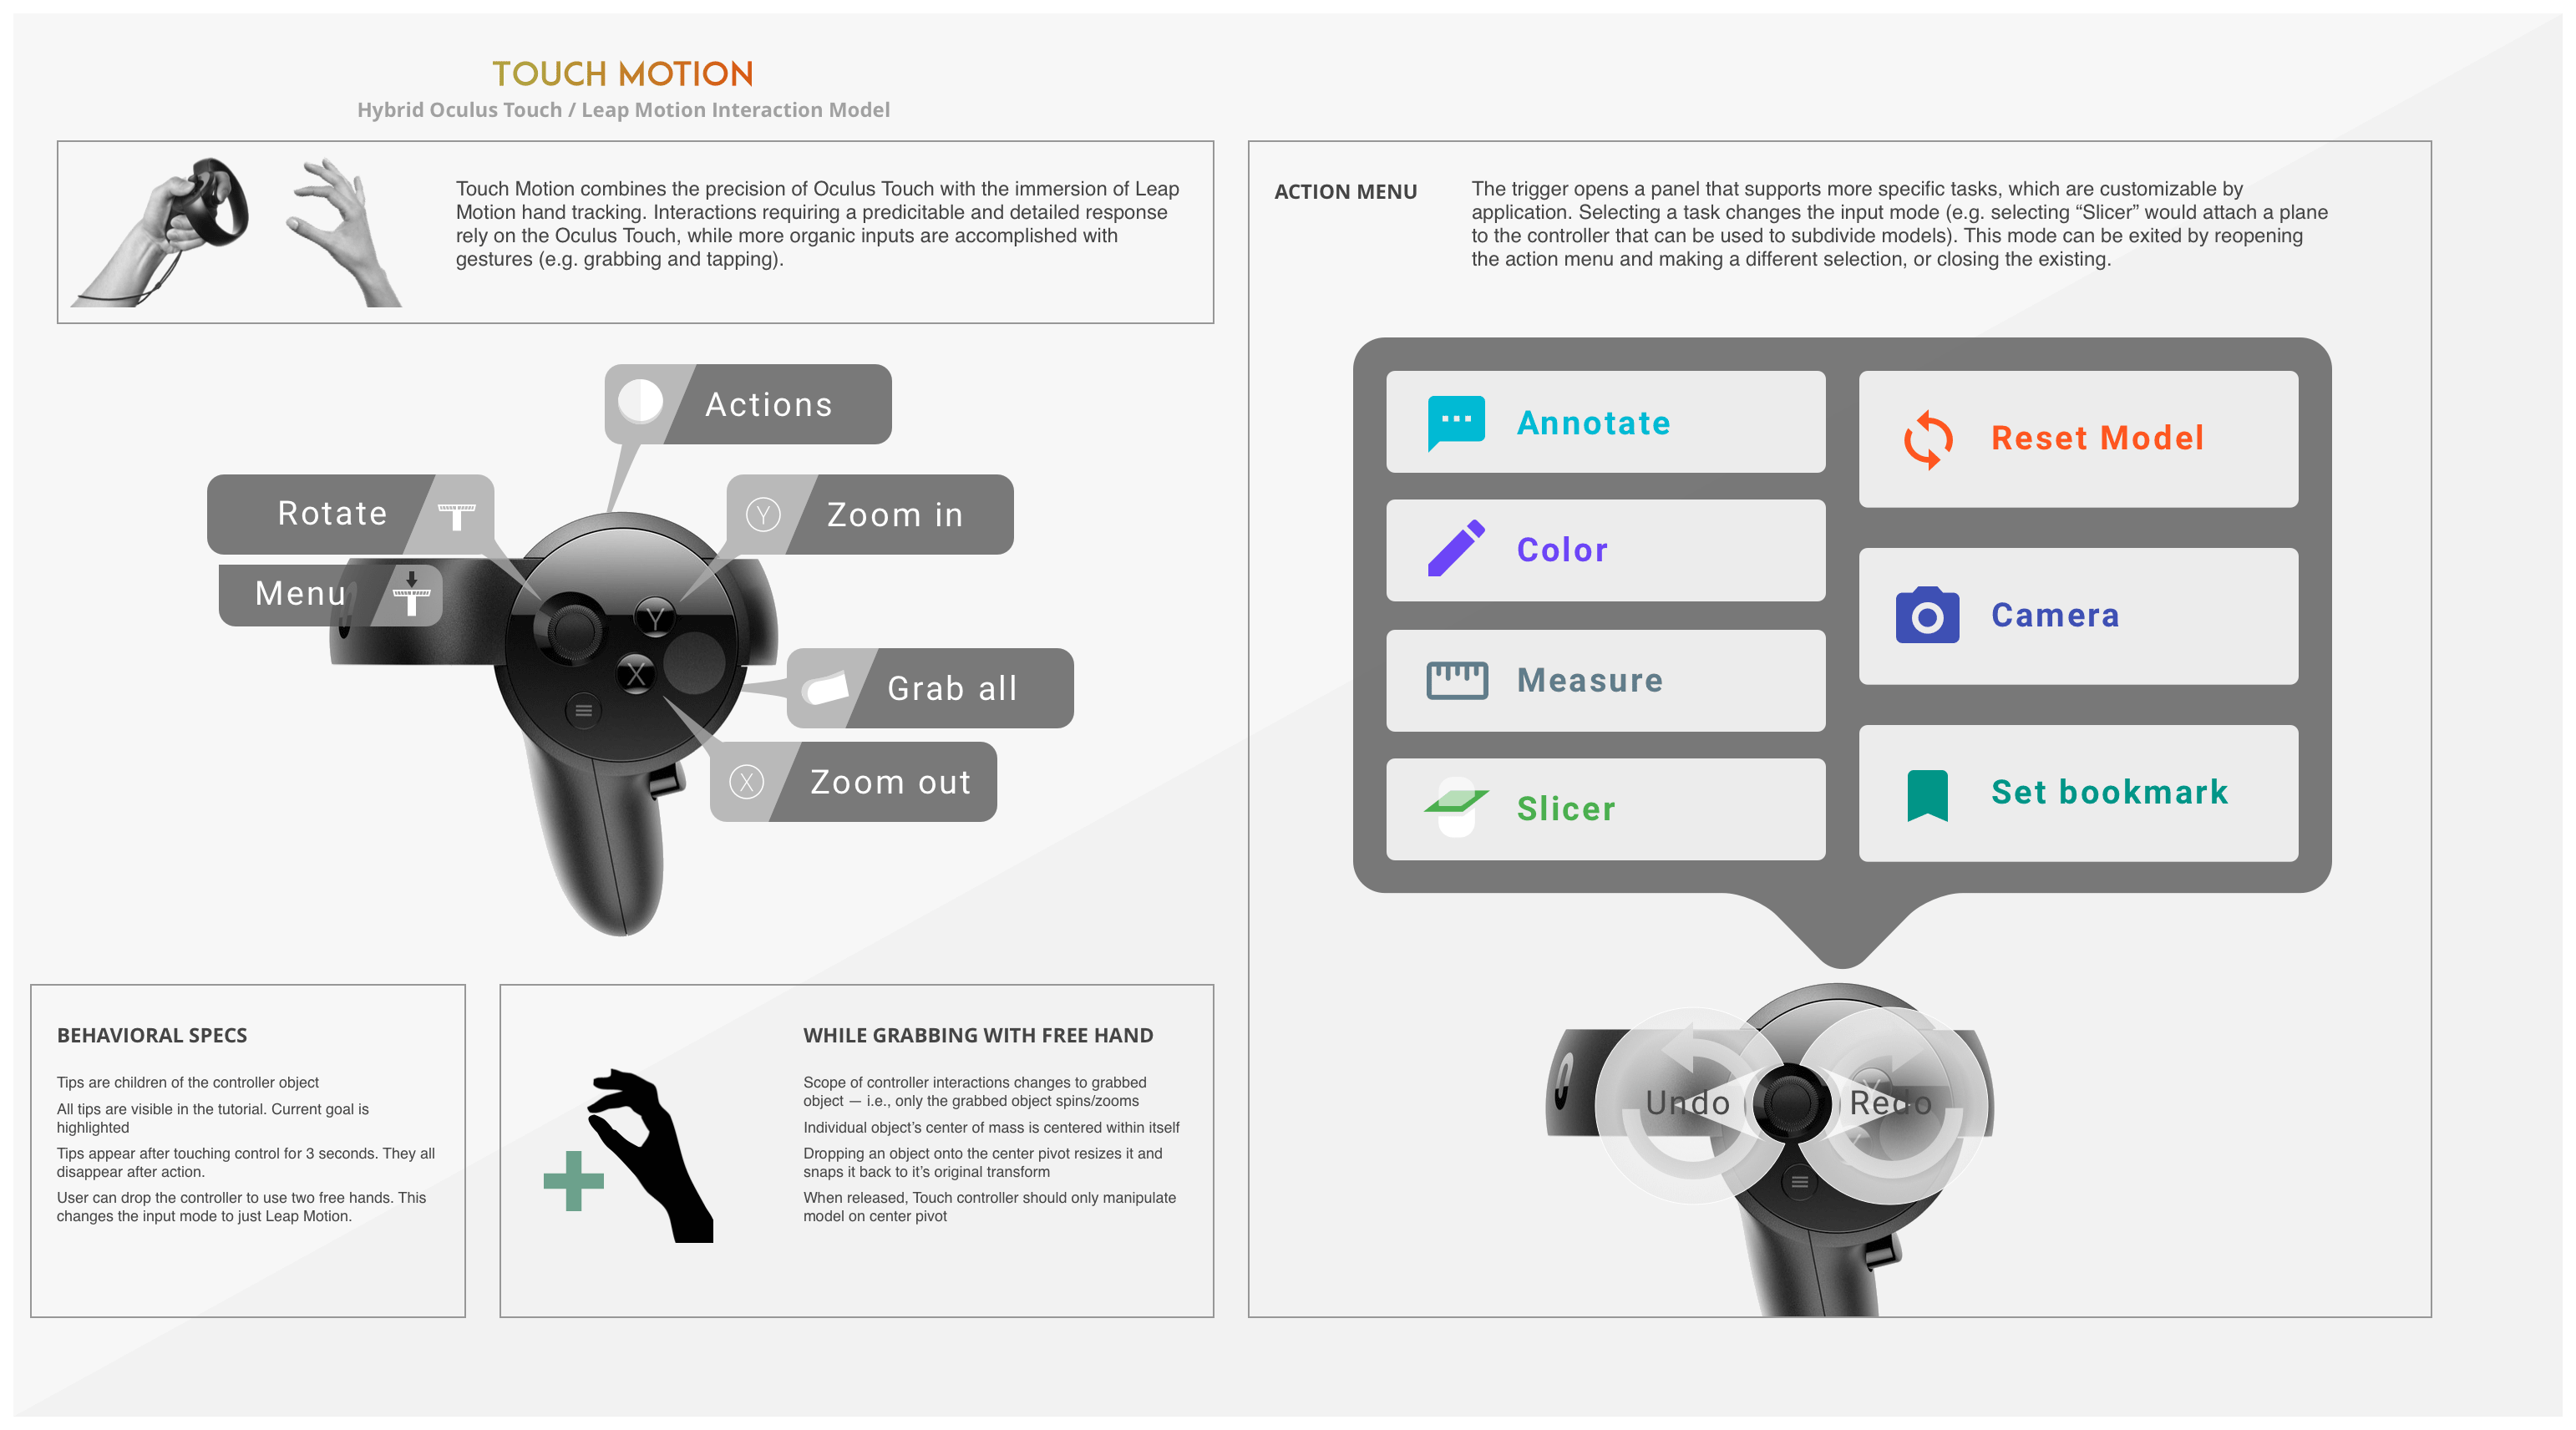 TOUCH MOTION
Hybrid Oculus Touch / Leap Motion Interaction Model
Touch Motion combines the precision of Oculus Touch with the immersion of Leap
Motion hand tracking. Interactions requiring a predicitable and detailed response
rely on the Oculus Touch, while more organic inputs are accomplished with
gestures (e.g. grabbing and tapping).
Actions
Rotate
Y
Zoom in
Menu
Y
X
Grab all
X
Zoom out
BEHAVIORAL SPECS
Tips are children of the controller object
All tips are visible in the tutorial. Current goal is
highlighted
Tips appear after touching control for 3 seconds. They all
disappear after action.
User can drop the controller to use two free hands. This
changes the input mode to just Leap Motion.
WHILE GRABBING WITH FREE HAND
Scope of controller interactions changes to grabbed
object — i.e., only the grabbed object spins/zooms
Individual object’s center of mass is centered within itself
Dropping an object onto the center pivot resizes it and
snaps it back to it’s original transform
When released, Touch controller should only manipulate
model on center pivot
ACTION MENU
The trigger opens a panel that supports more specific tasks, which are customizable by
application. Selecting a task changes the input mode (e.g. selecting “Slicer” would attach a plane
to the controller that can be used to subdivide models). This mode can be exited by reopening
the action menu and making a different selection, or closing the existing.
Annotate
Color
Measure
Slicer
Reset Model
Camera
Set bookmark
Undo
Redo